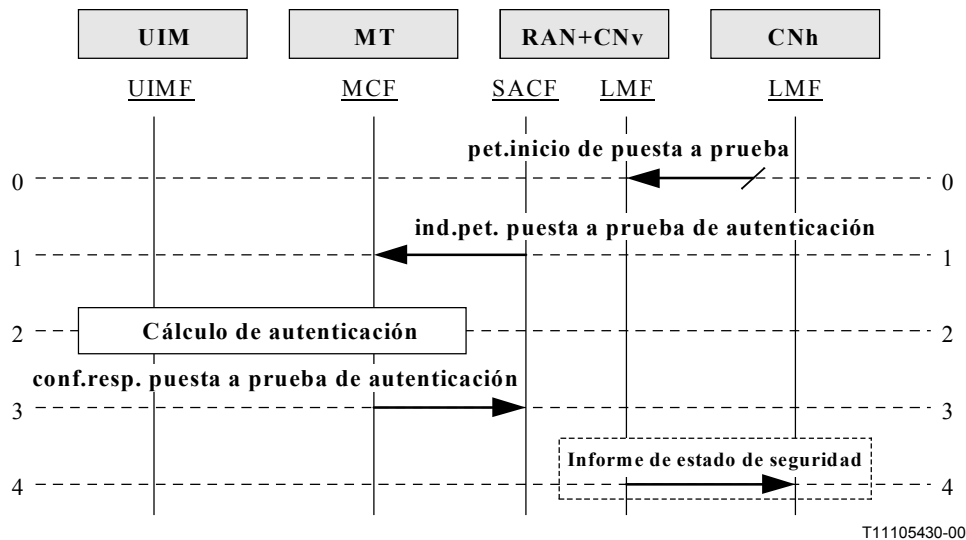 UIM MT RAN+CNv CNh
UIMF MCF SACF LMF LMF
pet.inicio de puesta a prueba
0 0
ind.pet. puesta a prueba de autenticación
1 1
2 Cálculo de autenticación 2
conf.resp. puesta a prueba de autenticación
3 3
Informe de estado de seguridad
4 4
T11105430-00